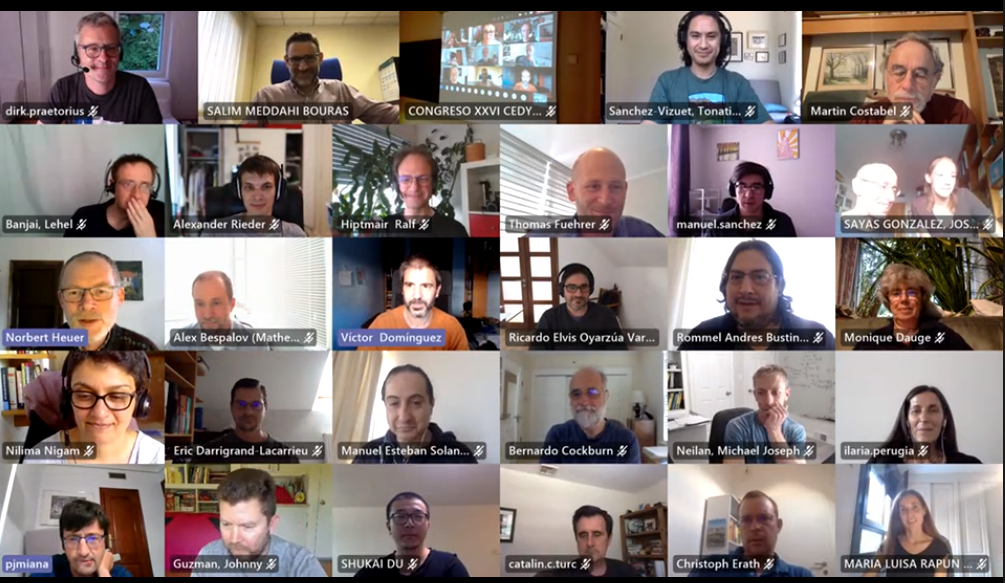 dirk.praetorius
SALIM MEDDAHI BOURAS
CONGRESO XXVI CEDY...
Sanchez-Vizuet, Tonati...
Martin Costabel
Banjai, Lehel
Alexander Rieder
Hiptmair Ralf
Thomas Fuehrer
manuel.sanchez
SAYAS GONZALEZ, JOS...
Norbert Heuer
Alex Bespalov (Mathe...
Víctor Domínguez
Ricardo Elvis Oyarzúa Var...
Rommel Andres Bustin...
Monique Dauge
Nilima Nigam
Eric Darrigrand-Lacarrieu
Manuel Esteban Solan...
Bernardo Cockburn
Neilan, Michael Joseph
ilaria.perugia
pjmiana
Guzman, Johnny
SHUKAI DU
catalin.c.turc
Christoph Erath
MARIA LUISA RAPÚN ...